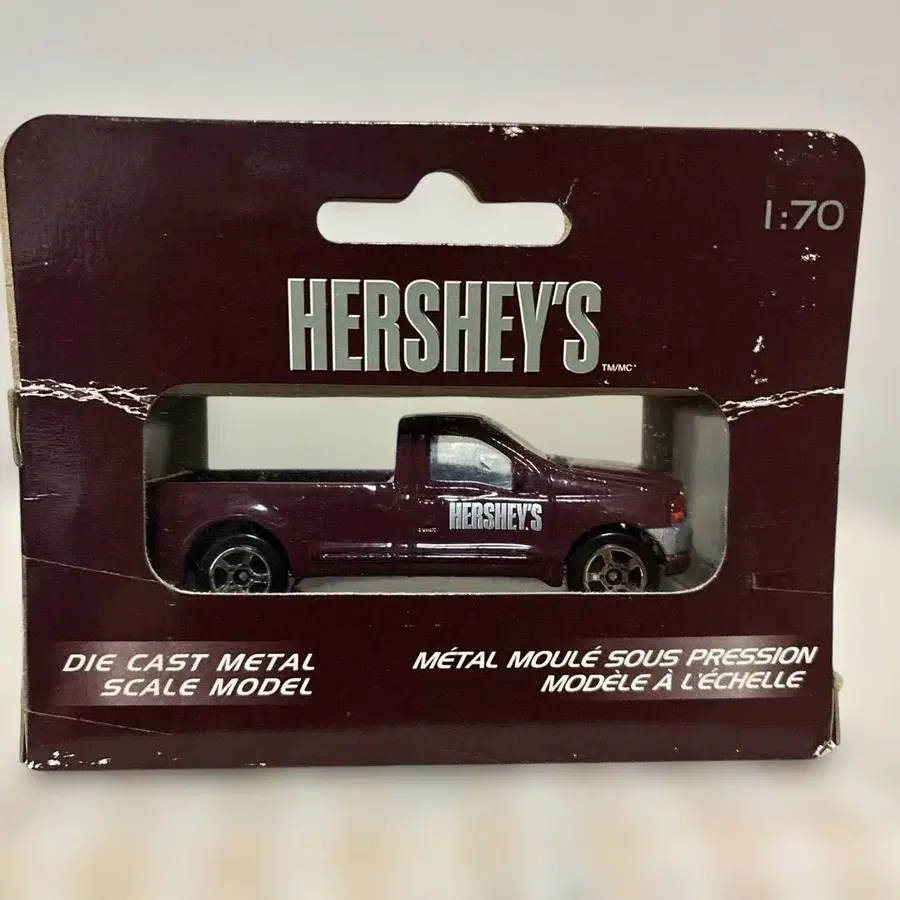 1:70
HERSHEY'S
TM/MC*
HERSHEY'S
DIE CAST METAL
SCALE MODEL
MÉTAL MOULÉ SOUS PRESSION
MODÈLE À L'ÉCHELLE